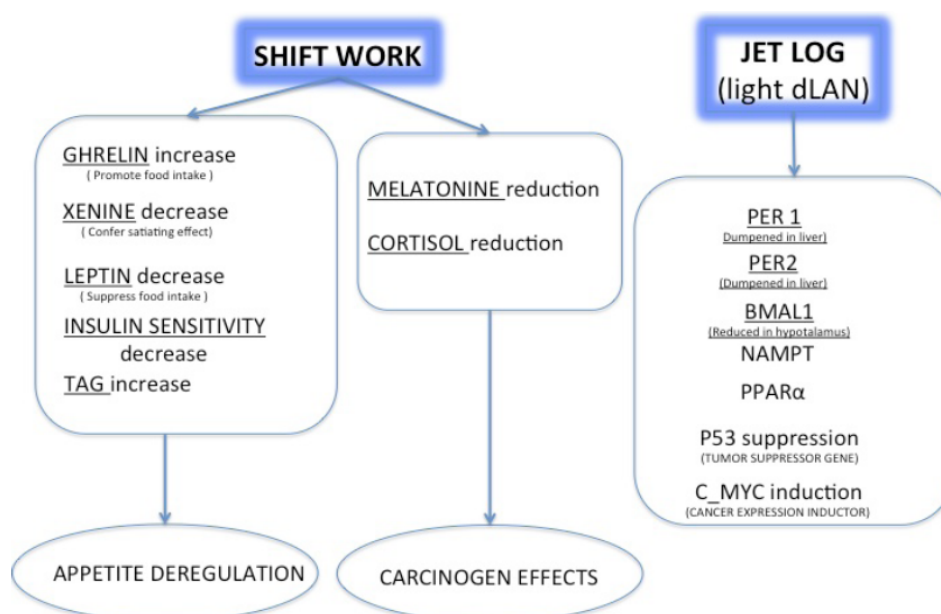 SHIFT WORK
GHRELIN increase
( Promote food intake )
XENINE decrease
( Confer satiating effect)
LEPTIN decrease
( Suppress food intake )
INSULIN SENSITIVITY
decrease
TAG increase
APPETITE DEREGULATION
MELATONINE reduction
CORTISOL reduction
CARCINOGEN EFFECTS
JET LOG
(light dLAN)
PER 1
Dumpened in liver)
PER2
(Dumpened in liver)
BMAL1
(Reduced in hypotalamus)
NAMPT
PPARα
P53 suppression
(TUMOR SUPPRESSOR GENE)
C_MYC induction
(CANCER EXPRESSION INDUCTOR)